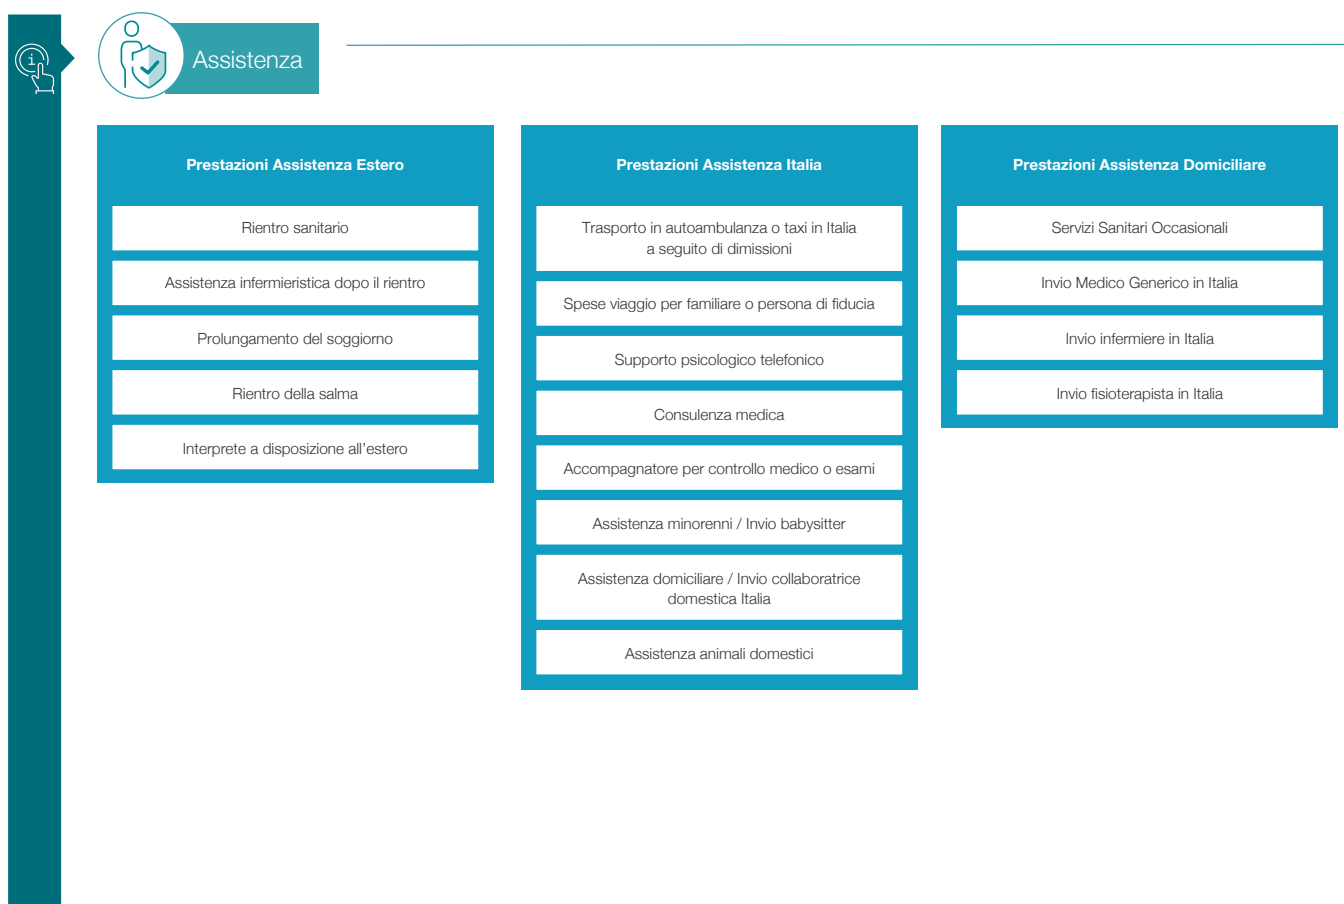 i
Assistenza
Prestazioni Assistenza Estero
Rientro sanitario
Assistenza infermieristica dopo il rientro
Prolungamento del soggiorno
Rientro della salma
Interprete a disposizione all'estero
Prestazioni Assistenza Italia
Trasporto in autoambulanza o taxi in Italia
a seguito di dimissioni
Spese viaggio per familiare o persona di fiducia
Supporto psicologico telefonico
Consulenza medica
Accompagnatore per controllo medico o esami
Assistenza minorenni / Invio babysitter
Assistenza domiciliare / Invio collaboratrice
domestica Italia
Assistenza animali domestici
Prestazioni Assistenza Domiciliare
Servizi Sanitari Occasionali
Invio Medico Generico in Italia
Invio infermiere in Italia
Invio fisioterapista in Italia